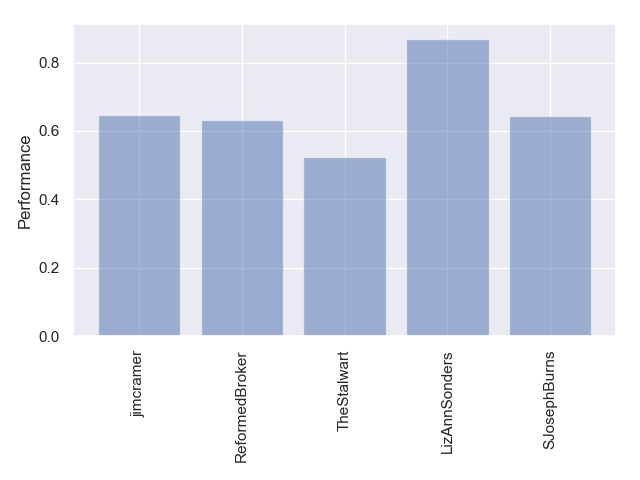 0.8
0.6
0.4
0.2
0.0
Performance
jimcramer
ReformedBroker
TheStalwart
LizAnnSonders
SJosephBurns